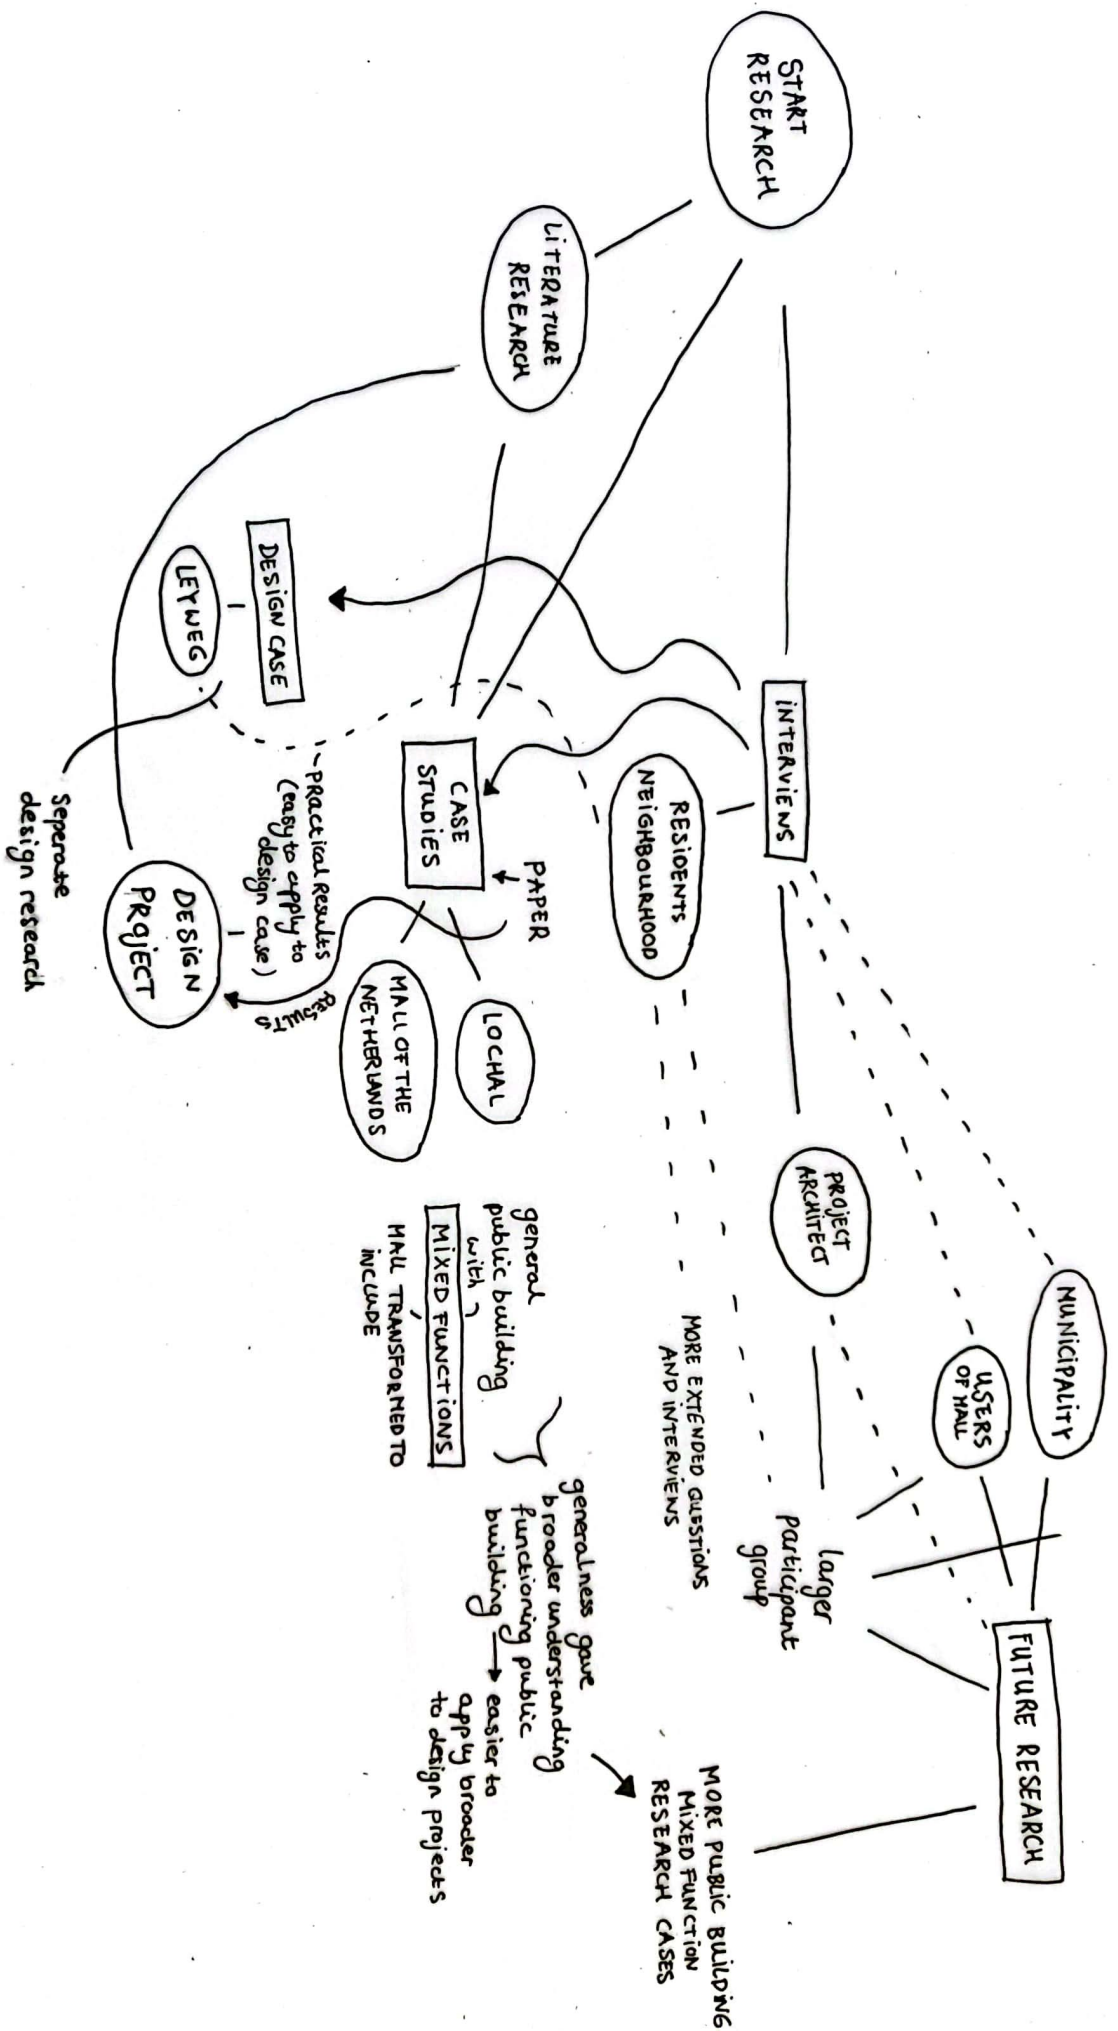 START
RESEARCH
LITERATURE
RESEARCH
INTERVIEWS
DESIGN CASE
LEYWEG
seperate
design research
PRACTICAL RESULTS
(easy to apply to
design case)
CASE
STUDIES
PAPER
RESULTS
DESIGN
PROJECT
RESIDENTS
NEIGHBOURHOOD
LOCHAL
MALL OF THE
NETHERLANDS
PROJECT
ARCHITECT
MUNICIPALITY
USERS
OF MALL
general
public building
with
MIXED FUNCTIONS
MALL TRANSFORMED TO
INCLUDE
MORE EXTENDED QUESTIONS
AND INTERVIEWS
larger
participant
group
generalness gave
broader understanding
functioning public
building → easier to
apply broader
to design projects
FUTURE RESEARCH
MORE PUBLIC BUILDING
MIXED FUNCTION
RESEARCH CASES